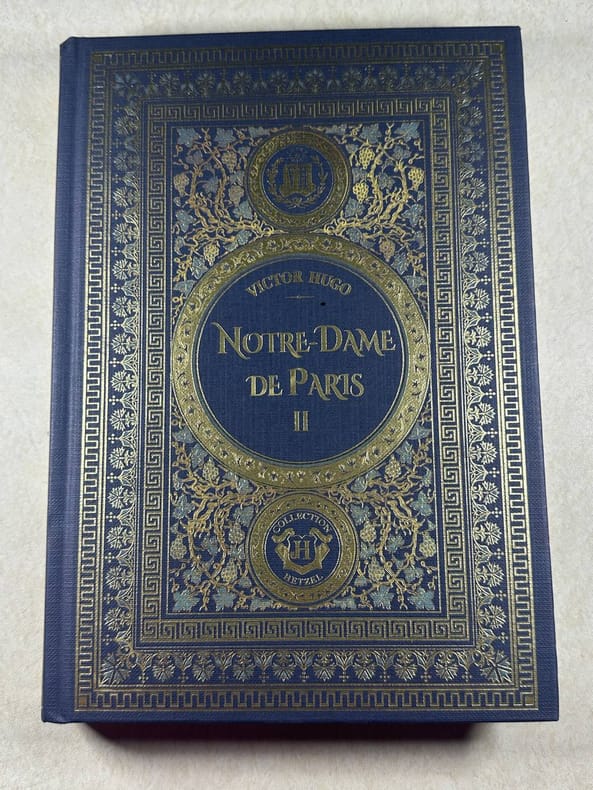 VICTOR HUGO
NOTRE-DAME
DE PARIS
II
COLLECTION
H
HETZEL